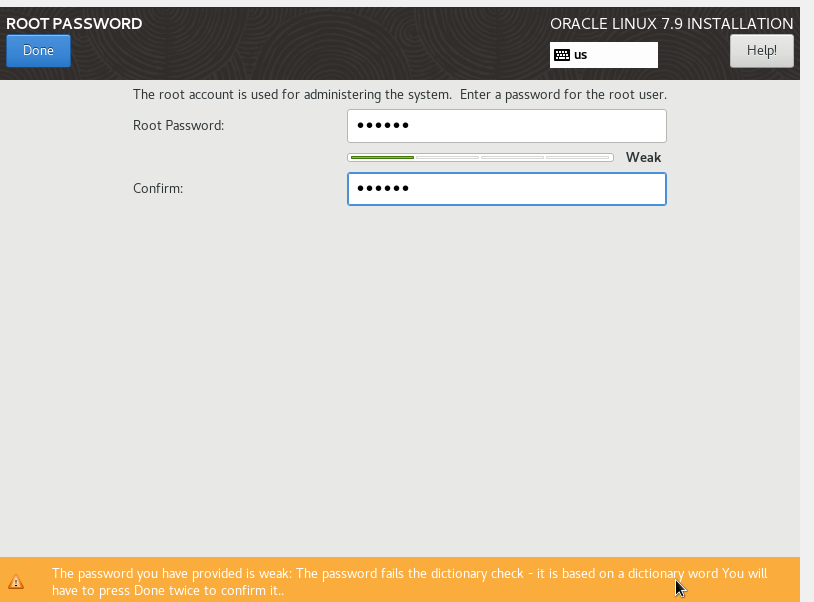 ROOT PASSWORD
ORACLE LINUX 7.9 INSTALLATION
Done
us
Help!
The root account is used for administering the system.  Enter a password for the root user.
Root Password: ●●●●●●
Weak
Confirm: ●●●●●●
The password you have provided is weak: The password fails the dictionary check - it is based on a dictionary word You will
have to press Done twice to confirm it..